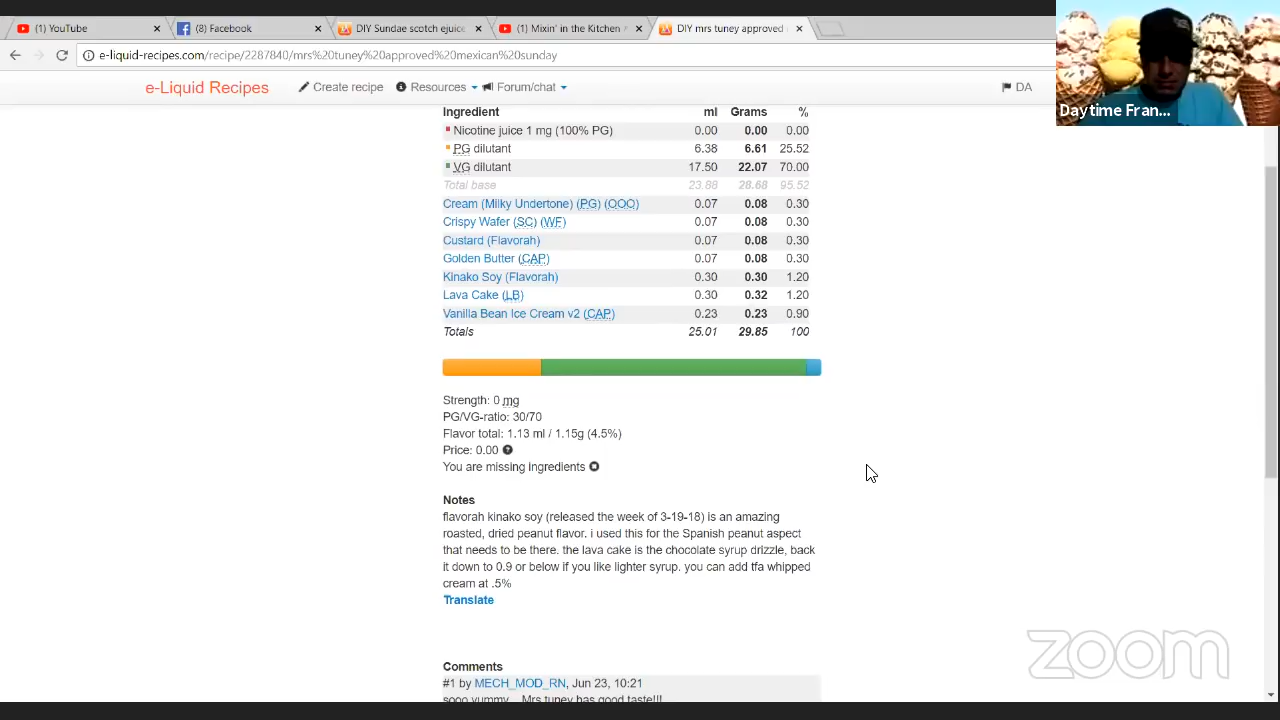 (1) YouTube
(8) Facebook
DIY Sundae scotch ejuice
(1) Mixin' in the Kitchen
DIY mrs tuney approved
e-liquid-recipes.com/recipe/2287840/mrs%20tuney%20approved%20mexican%20sunday
Daytime Fran...
e-Liquid Recipes Create recipe Resources Forum/chat DA
Ingredient ml Grams %
Nicotine juice 1 mg (100% PG) 0.00 0.00 0.00
PG dilutant 6.38 6.61 25.52
VG dilutant 17.50 22.07 70.00
Total base 23.88 28.68 95.52
Cream (Milky Undertone) (PG) (OOO) 0.07 0.08 0.30
Crispy Wafer (SC) (WF) 0.07 0.08 0.30
Custard (Flavorah) 0.07 0.08 0.30
Golden Butter (CAP) 0.07 0.08 0.30
Kinako Soy (Flavorah) 0.30 0.30 1.20
Lava Cake (LB) 0.30 0.32 1.20
Vanilla Bean Ice Cream v2 (CAP) 0.23 0.23 0.90
Totals 25.01 29.85 100
Strength: 0 mg
PG/VG-ratio: 30/70
Flavor total: 1.13 ml / 1.15g (4.5%)
Price: 0.00
You are missing ingredients
Notes
flavorah kinako soy (released the week of 3-19-18) is an amazing
roasted, dried peanut flavor. i used this for the Spanish peanut aspect
that needs to be there. the lava cake is the chocolate syrup drizzle, back
it down to 0.9 or below if you like lighter syrup. you can add tfa whipped
cream at .5%
Translate
Comments
#1 by MECH_MOD_RN, Jun 23, 10:21
sooo yummy... Mrs tuney has good taste!!!
zoom